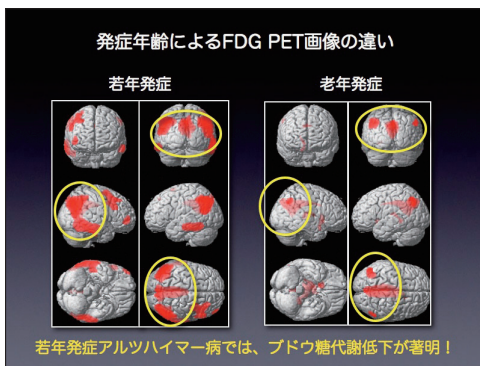 発症年齢によるFDG PET画像の違い
若年発症
老年発症
若年発症アルツハイマー病では、ブドウ糖代謝低下が著明！